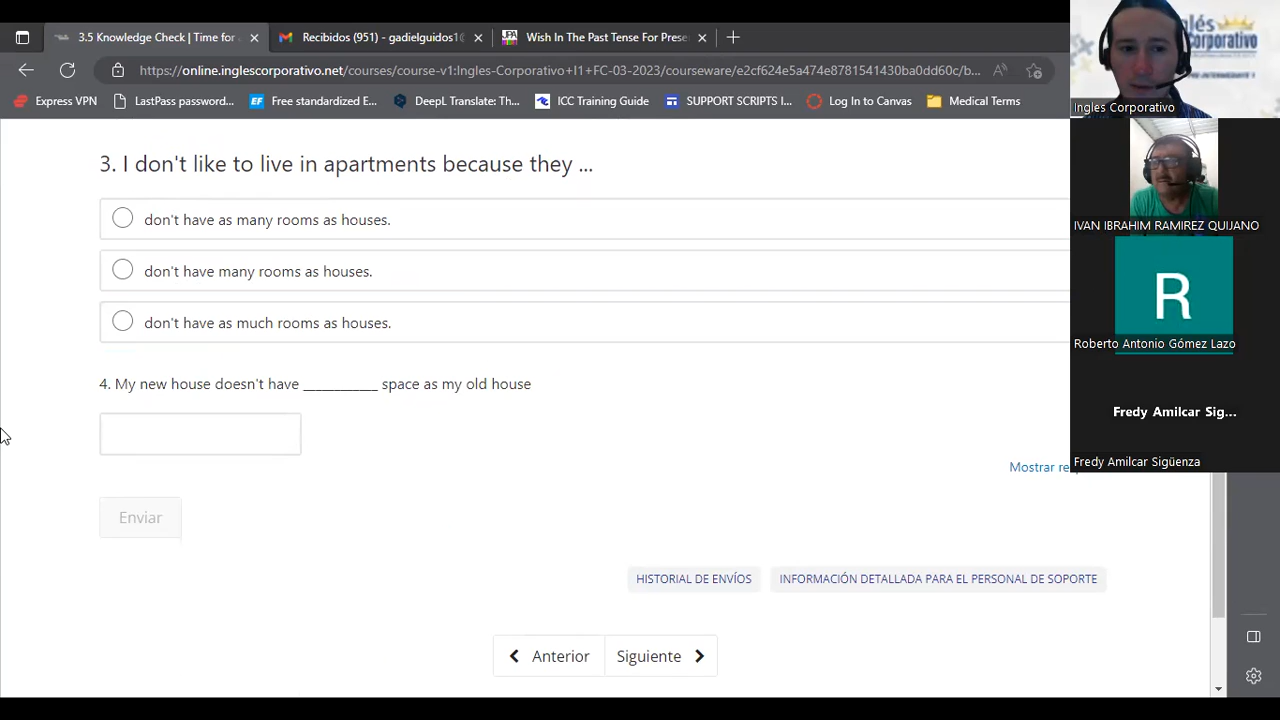 3.5 Knowledge Check | Time for
Recibidos (951) - gadielguidos1
Wish In The Past Tense For Prese
https://online.inglescorporativo.net/courses/course-v1:Ingles-Corporativo+I1+FC-03-2023/courseware/e2cf624e5a474e8781541430ba0dd60c/b...
Express VPN
LastPass password...
Free standardized E...
DeepL Translate: Th...
ICC Training Guide
SUPPORT SCRIPTS I...
Log In to Canvas
Medical Terms
3. I don't like to live in apartments because they ...
don't have as many rooms as houses.
don't have many rooms as houses.
don't have as much rooms as houses.
4. My new house doesn't have ____________ space as my old house
Mostrar re
Enviar
HISTORIAL DE ENVÍOS
INFORMACIÓN DETALLADA PARA EL PERSONAL DE SOPORTE
Anterior
Siguiente
Ingles Corporativo
IVAN IBRAHIM RAMIREZ QUIJANO
R
Roberto Antonio Gómez Lazo
Fredy Amilcar Sig...
Fredy Amilcar Sigüenza